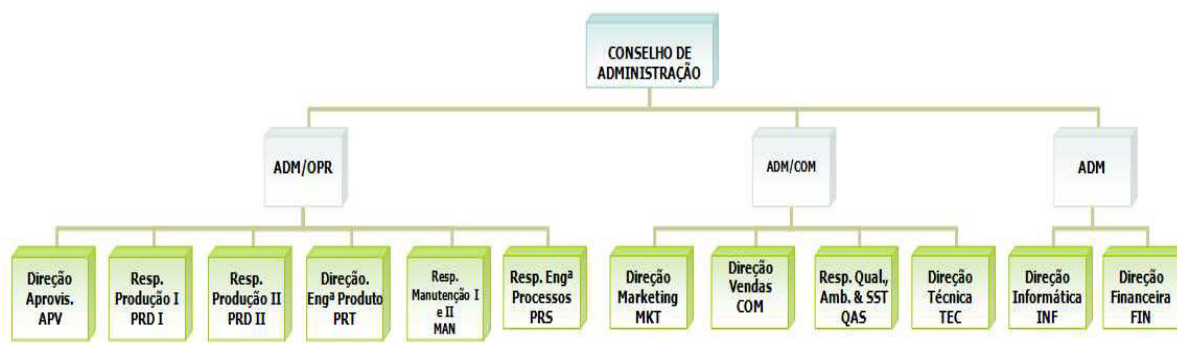 CONSELHO DE
ADMINISTRAÇÃO
ADM/OPR
ADM/COM
ADM
Direção
Aprovis.
APV
Resp.
Produção I
PRD I
Resp.
Produção II
PRD II
Direção.
Engª Produto
PRT
Resp.
Manutenção I
e II
MAN
Resp. Engª
Processos
PRS
Direção
Marketing
MKT
Direção
Vendas
COM
Resp. Qual.,
Amb. & SST
QAS
Direção
Técnica
TEC
Direção
Informática
INF
Direção
Financeira
FIN